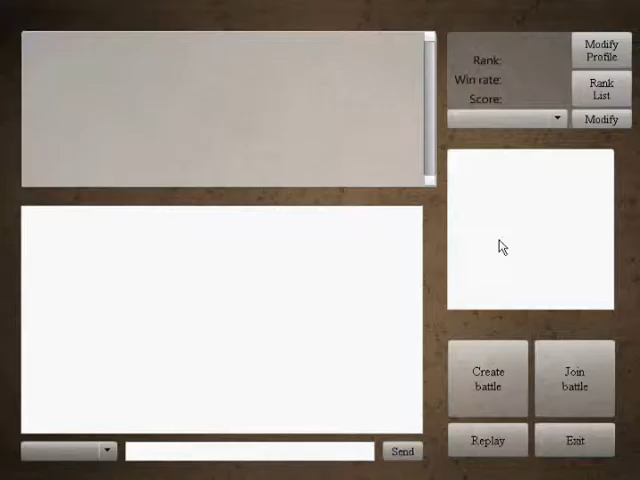 Rank:
Win rate:
Score:
Modify
Profile
Rank
List
Modify
Create
battle
Join
battle
Replay
Exit
Send